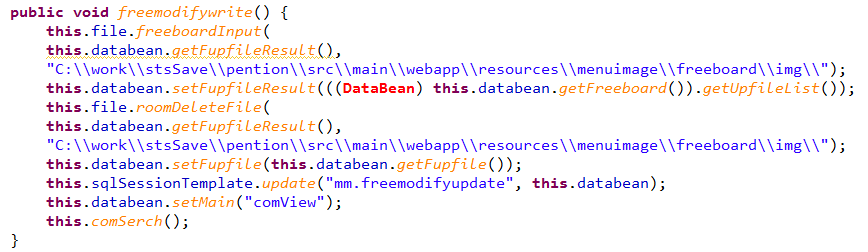 public void freemodifywrite() {
    this.file.freeboardInput(
    this.databean.getFupfileResult(),
    "C:\\work\\stsSave\\pention\\src\\main\\webapp\\resources\\menuimage\\freeboard\\img\\");
    this.databean.setFupfileResult(((DataBean) this.databean.getFreeboard()).getUpfileList());
    this.file.roomDeleteFile(
    this.databean.getFupfileResult(),
    "C:\\work\\stsSave\\pention\\src\\main\\webapp\\resources\\menuimage\\freeboard\\img\\");
    this.databean.setFupfile(this.databean.getFupfile());
    this.sqlSessionTemplate.update("mm.freemodifyupdate", this.databean);
    this.databean.setMain("comView");
    this.comSerch();
}